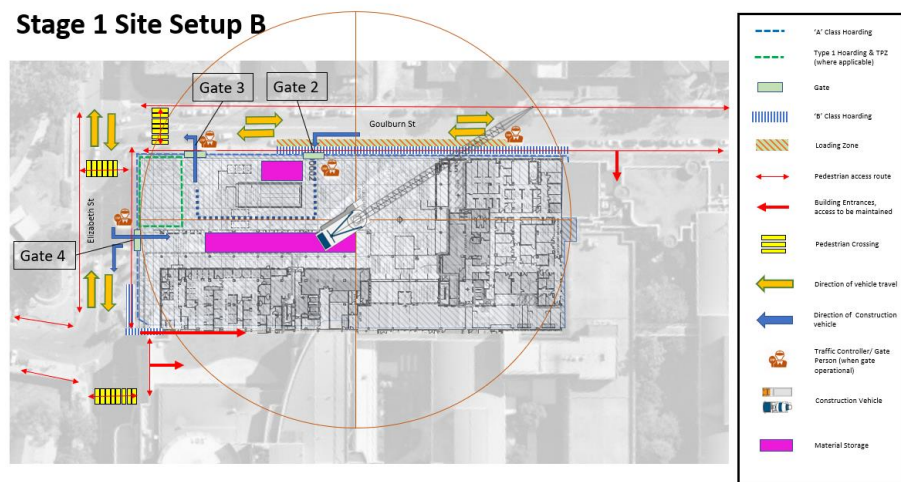 Stage 1 Site Setup B
Gate 3
Gate 2
Goulburn St
Elizabeth St
Gate 4
'A' Class Hoarding
Type 1 Hoarding & TPZ
(where applicable)
Gate
'B' Class Hoarding
Loading Zone
Pedestrian access route
Building Entrances,
access to be maintained
Pedestrian Crossing
Direction of vehicle travel
Direction of Construction
vehicle
Traffic Controller/ Gate
Person (when gate
operational)
Construction Vehicle
Material Storage